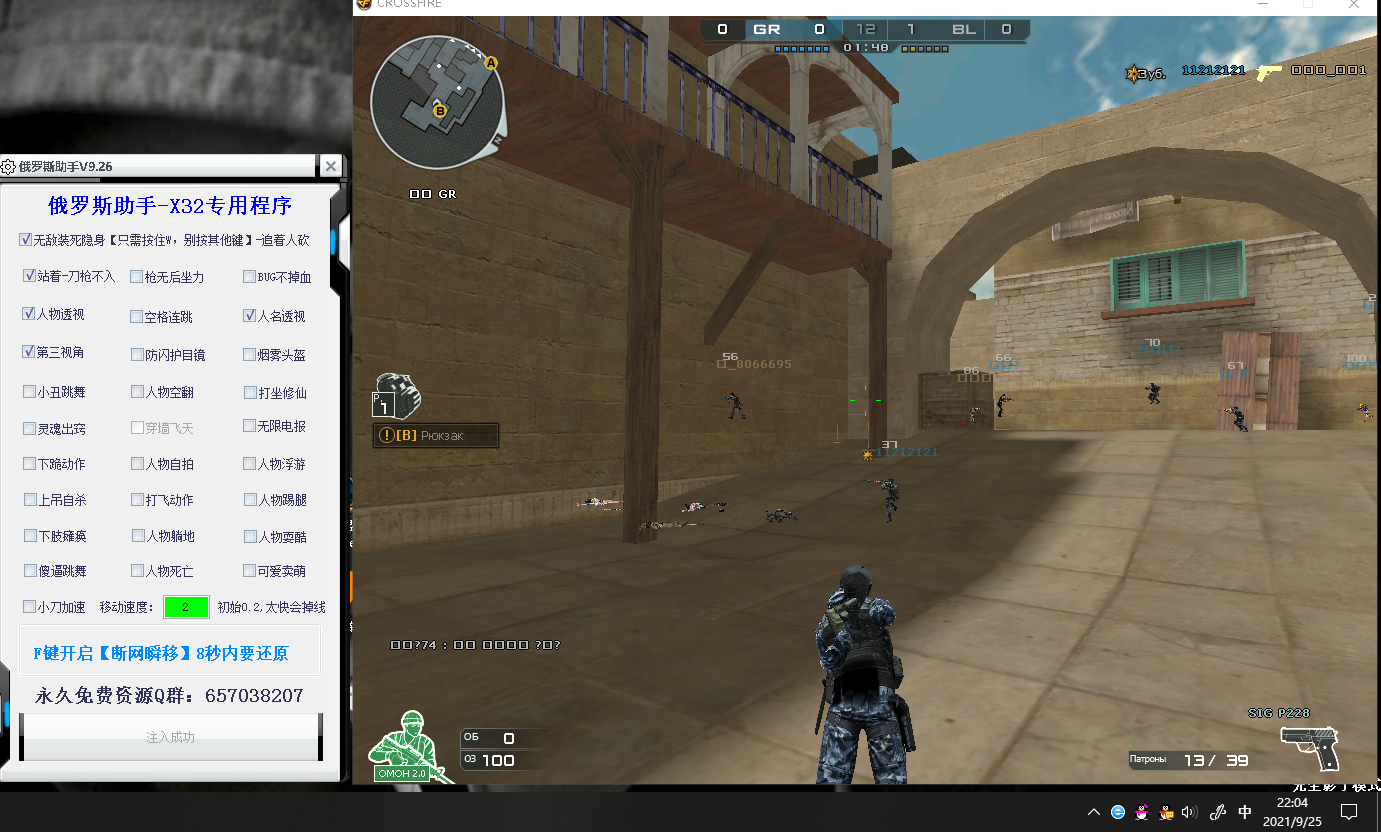 CROSSFIRE
俄罗斯助手V9.26
俄罗斯助手-X32专用程序
无敌装死隐身【只需按住W，别按其他键】-追着人砍
站着-刀枪不入 枪无后坐力 BUG不掉血
人物透视 空格连跳 人名透视
第三视角 防闪护目镜 烟雾头盔
小丑跳舞 人物空翻 打坐修仙
灵魂出窍 穿墙飞天 无限电报
下跪动作 人物自拍 人物浮游
上吊自杀 打飞动作 人物踢腿
下肢瘫痪 人物躺地 人物耍酷
傻逼跳舞 人物死亡 可爱卖萌
小刀加速 移动速度： 2 初始0.2,太快会掉线
F键开启【断网瞬移】8秒内要还原
永久免费资源Q群：657038207
注入成功
0 GR 0 12 1 BL 0
01:48
Зуб. 11212121 000_001
A
B
N
GR
P 1
[B] Рюкзак
56
_8066695
66
86
70
67
100
37
11212121
SIG P228
Патроны 13/ 39
ОБ 0
ОЗ 100
ОМОН 2.0
中
22:04
2021/9/25